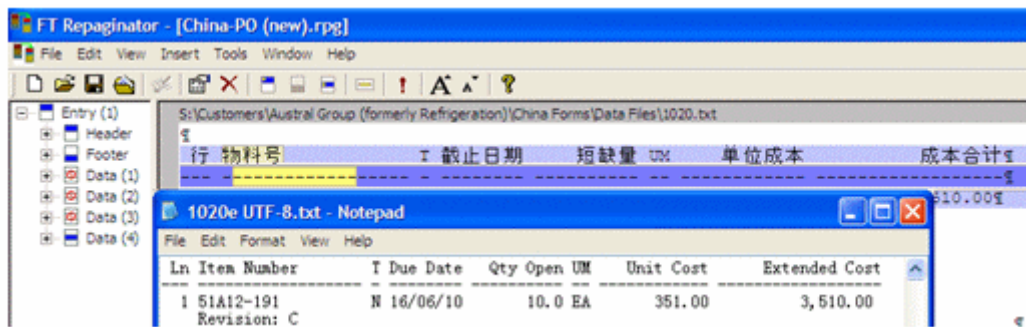 FT Repaginator - [China-PO (new).rpg]
File Edit View Insert Tools Window Help
Entry (1)
Header
Footer
Data (1)
Data (2)
Data (3)
Data (4)
S:\Customers\Austral Group (formerly Refrigeration)\China Forms\Data Files\1020.txt
行 物料号 T 截止日期 短缺量 UM 单位成本 成本合计¶
510.00¶
1020e UTF-8.txt - Notepad
File Edit Format View Help
Ln Item Number T Due Date Qty Open UM Unit Cost Extended Cost
1 51A12-191 N 16/06/10 10.0 EA 351.00 3,510.00
Revision: C